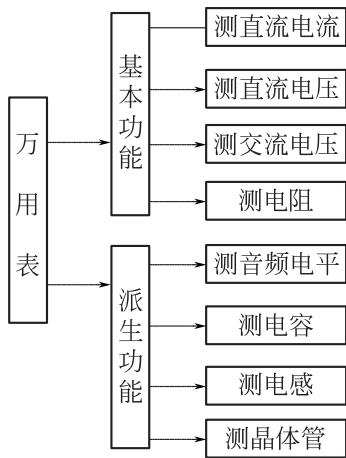 万用表
基本功能
测直流电流
测直流电压
测交流电压
测电阻
派生功能
测音频电平
测电容
测电感
测晶体管